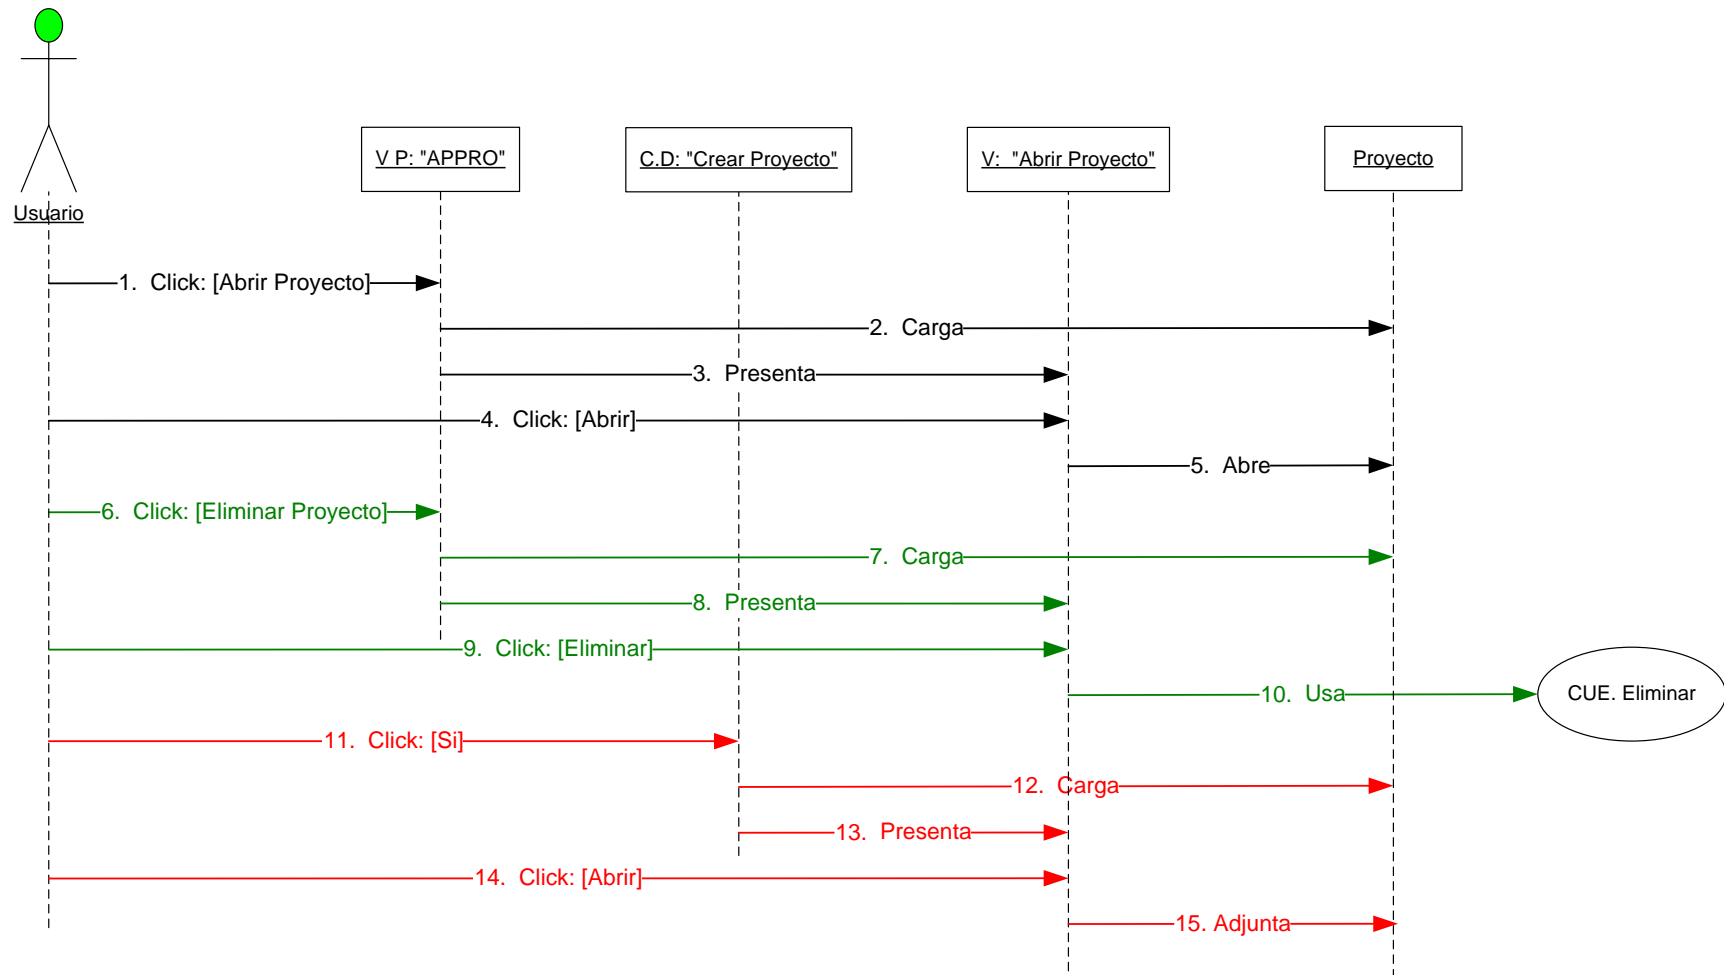 V P: "APPRO"
C.D: "Crear Proyecto"
V:  "Abrir Proyecto"
Proyecto
Usuario
1.  Click: [Abrir Proyecto]
2.  Carga
3.  Presenta
4.  Click: [Abrir]
5.  Abre
6.  Click: [Eliminar Proyecto]
7.  Carga
8.  Presenta
9.  Click: [Eliminar]
10.  Usa
CUE. Eliminar
11.  Click: [Si]
12.  Carga
13.  Presenta
14.  Click: [Abrir]
15. Adjunta